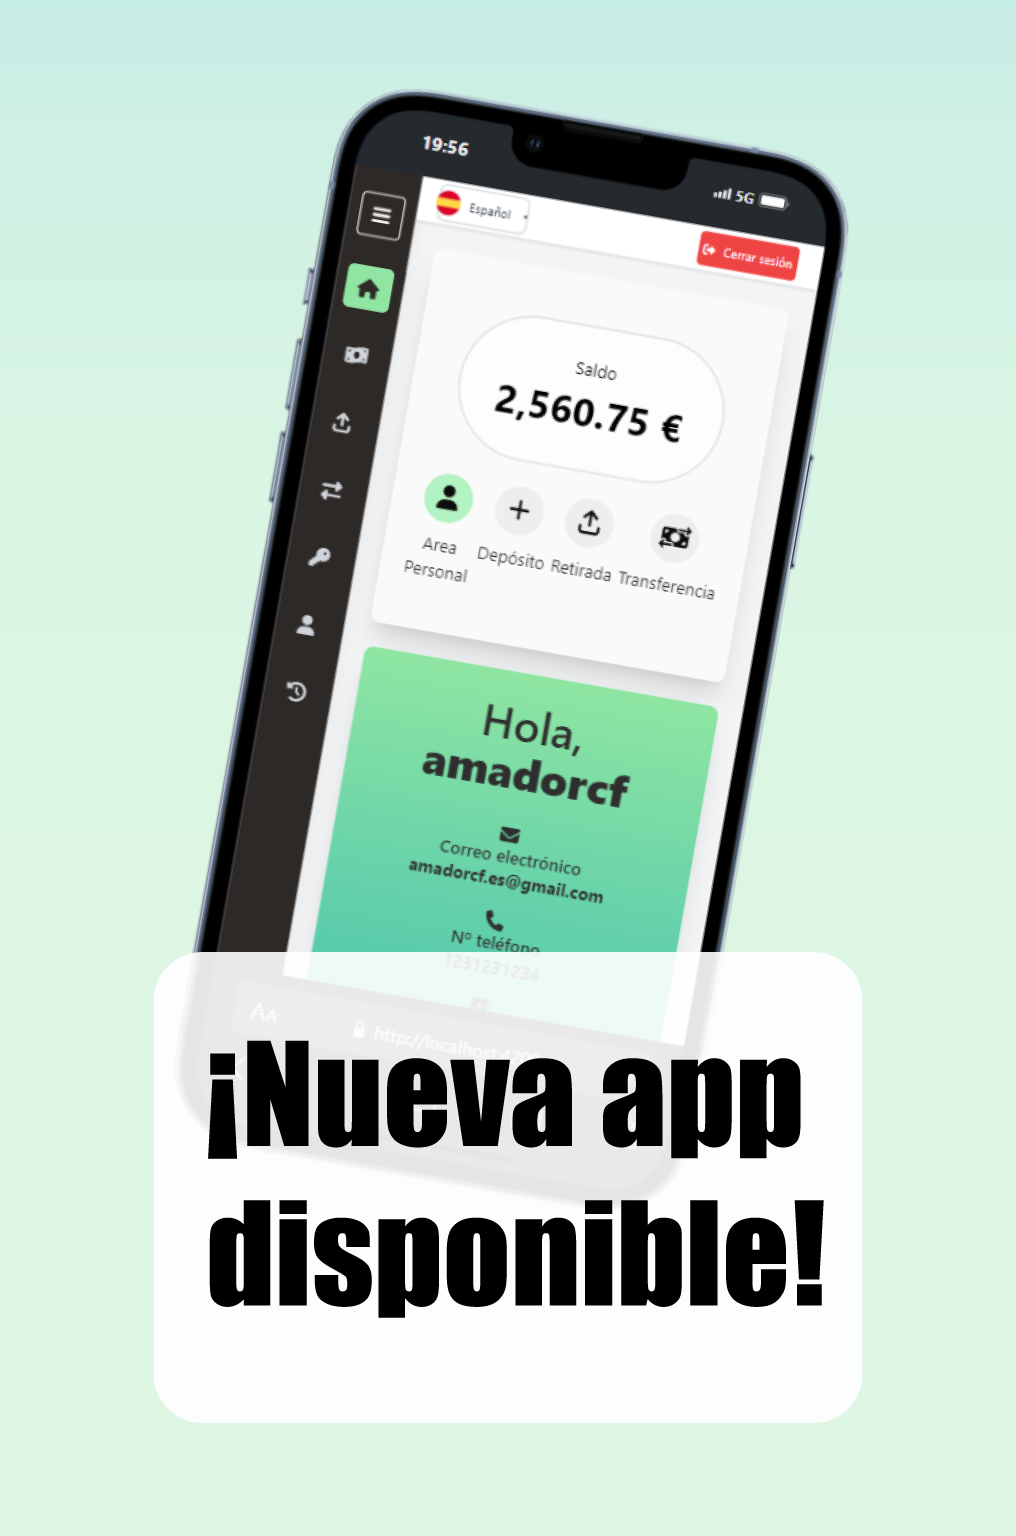 19:56
5G
Español
Cerrar sesión
Saldo
2,560.75 €
Area Personal
Depósito
Retirada
Transferencia
Hola,
amadorcf
Correo electrónico
amadorcf.es@gmail.com
Nº teléfono
1231231234
AA
http://localhost:4200
¡Nueva app
disponible!